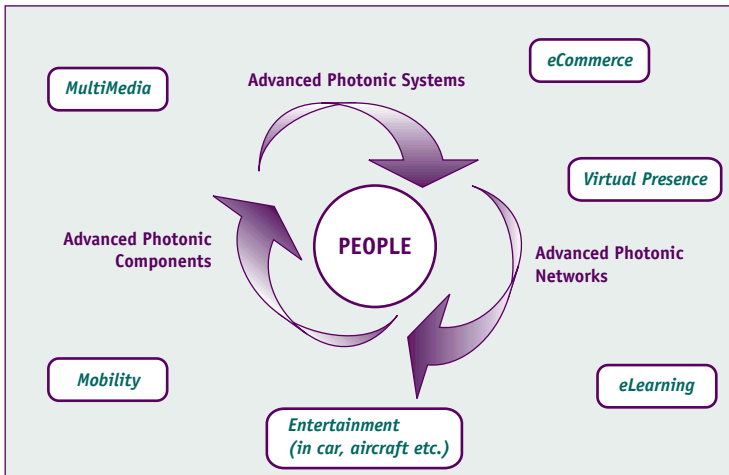 eCommerce
MultiMedia
Advanced Photonic Systems
Virtual Presence
Advanced Photonic
Components
PEOPLE
Advanced Photonic
Networks
Mobility
eLearning
Entertainment
(in car, aircraft etc.)